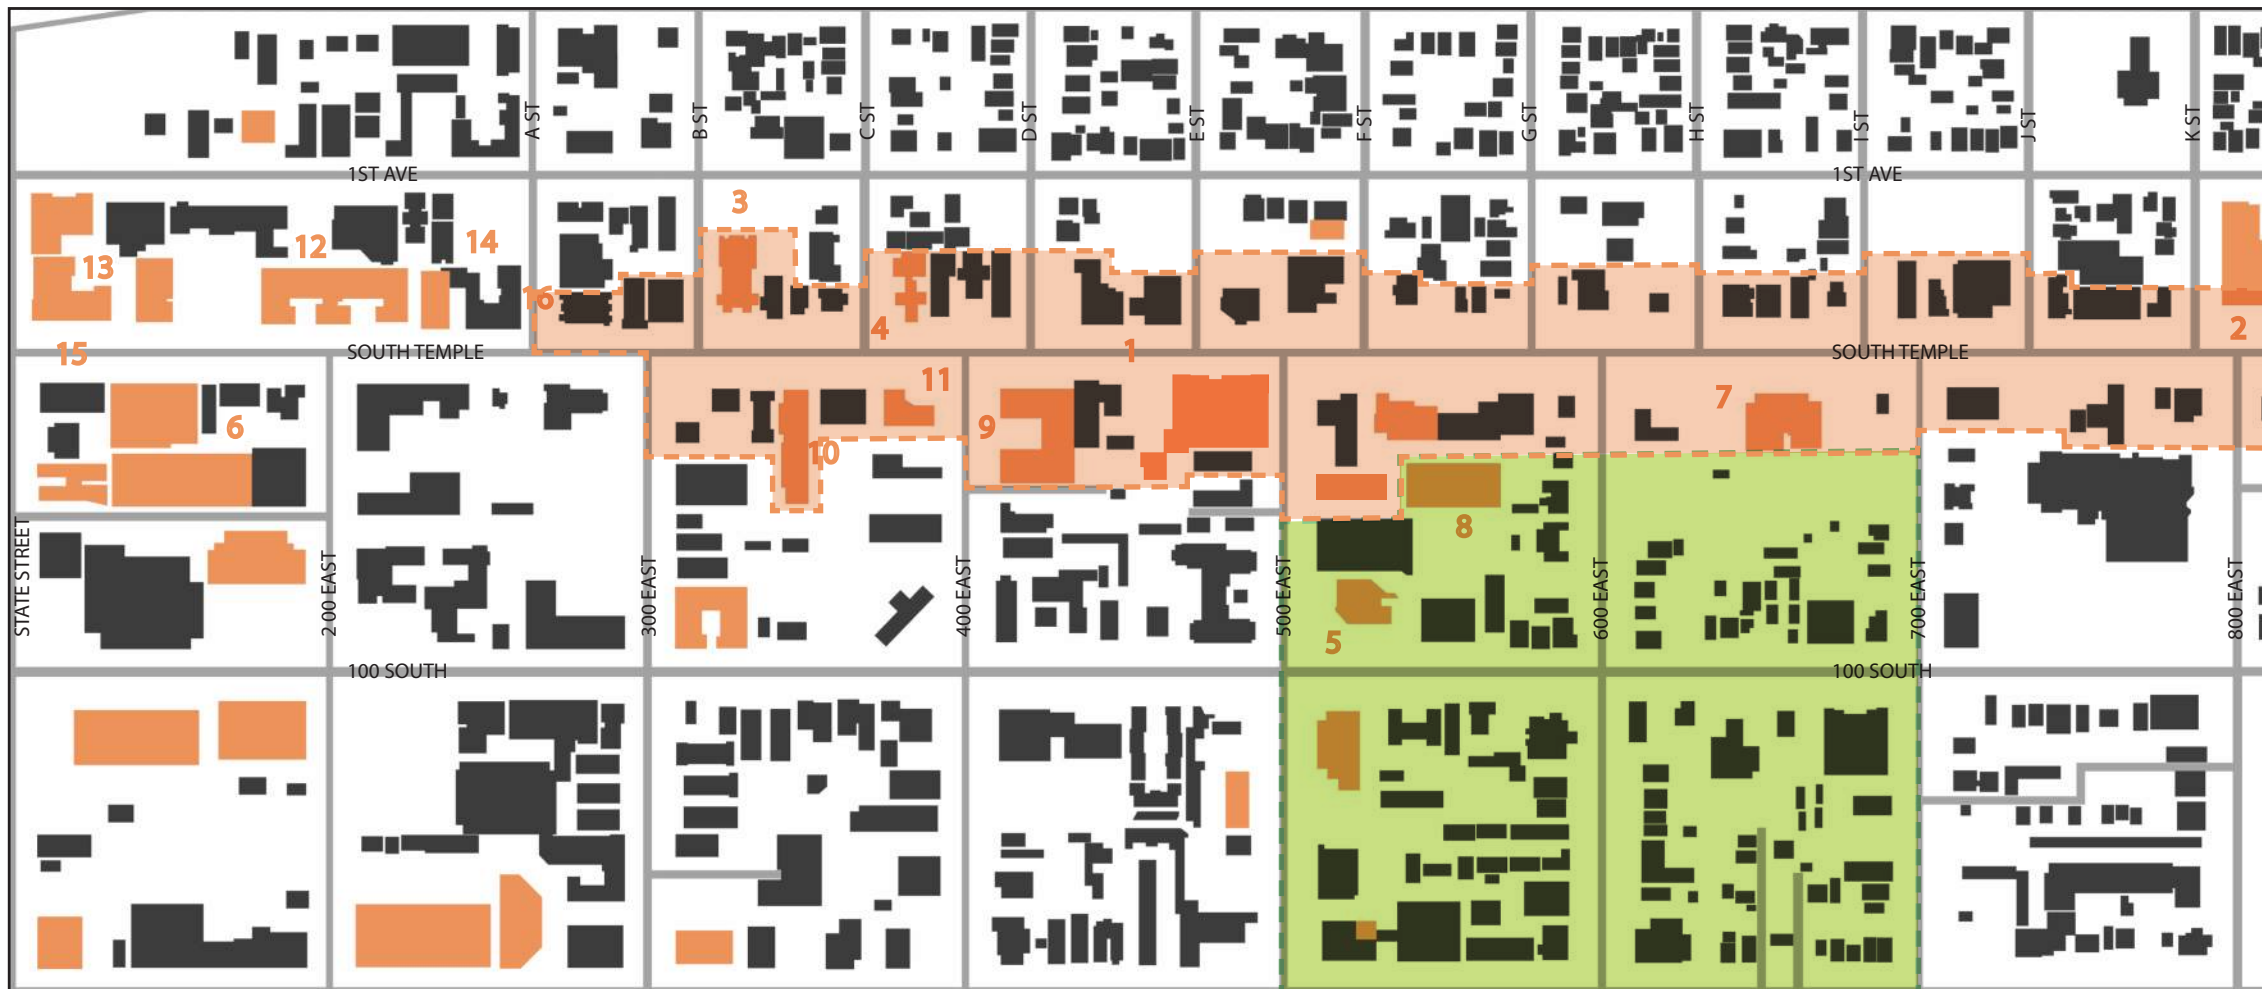 A ST
B ST
C ST
D ST
E ST
F ST
G ST
H ST
I ST
J ST
K ST
1ST AVE
1ST AVE
3
12
14
13
16
4
2
15
SOUTH TEMPLE
1
SOUTH TEMPLE
11
7
6
9
10
8
STATE STREET
200 EAST
300 EAST
400 EAST
500 EAST
600 EAST
700 EAST
800 EAST
5
100 SOUTH
100 SOUTH